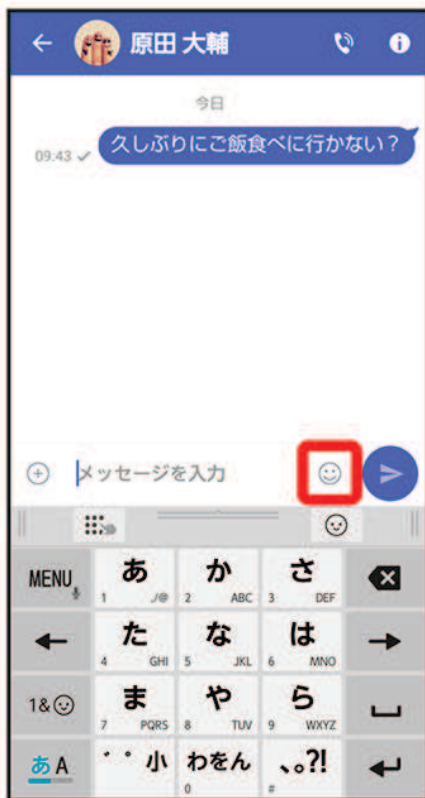 原田 大輔
今日
09:43
久しぶりにご飯食べに行かない？
メッセージを入力
MENU あ か さ
1 ./@ 2 ABC 3 DEF
た な は
4 GHI 5 JKL 6 MNO
1& ま や ら
7 PQRS 8 TUV 9 WXYZ
あA ゛゜小 わをん 、。?!
0 #